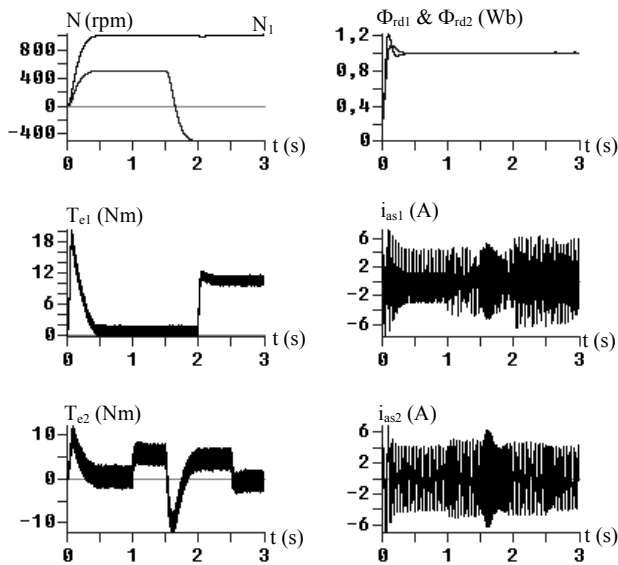 N (rpm) N₁
800
400
0
-400
0 1 2 3
t (s)
Φrd1 & Φrd2 (Wb)
1,2
0,8
0,4
0
0 1 2 3
t (s)
Te1 (Nm)
18
12
6
0
0 1 2 3
t (s)
ias1 (A)
6
2
-2
-6
0 1 2 3
t (s)
Te2 (Nm)
10
0
-10
0 1 2 3
t (s)
ias2 (A)
6
2
-2
-6
0 1 2 3
t (s)